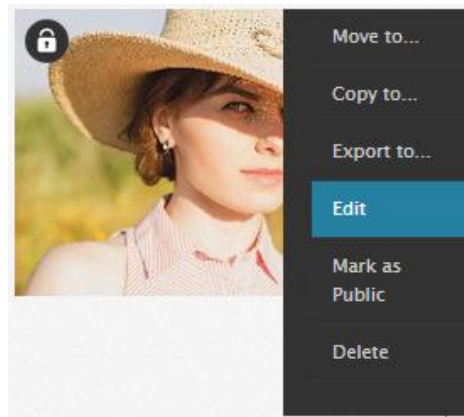 Move to...
Copy to...
Export to...
Edit
Mark as
Public
Delete